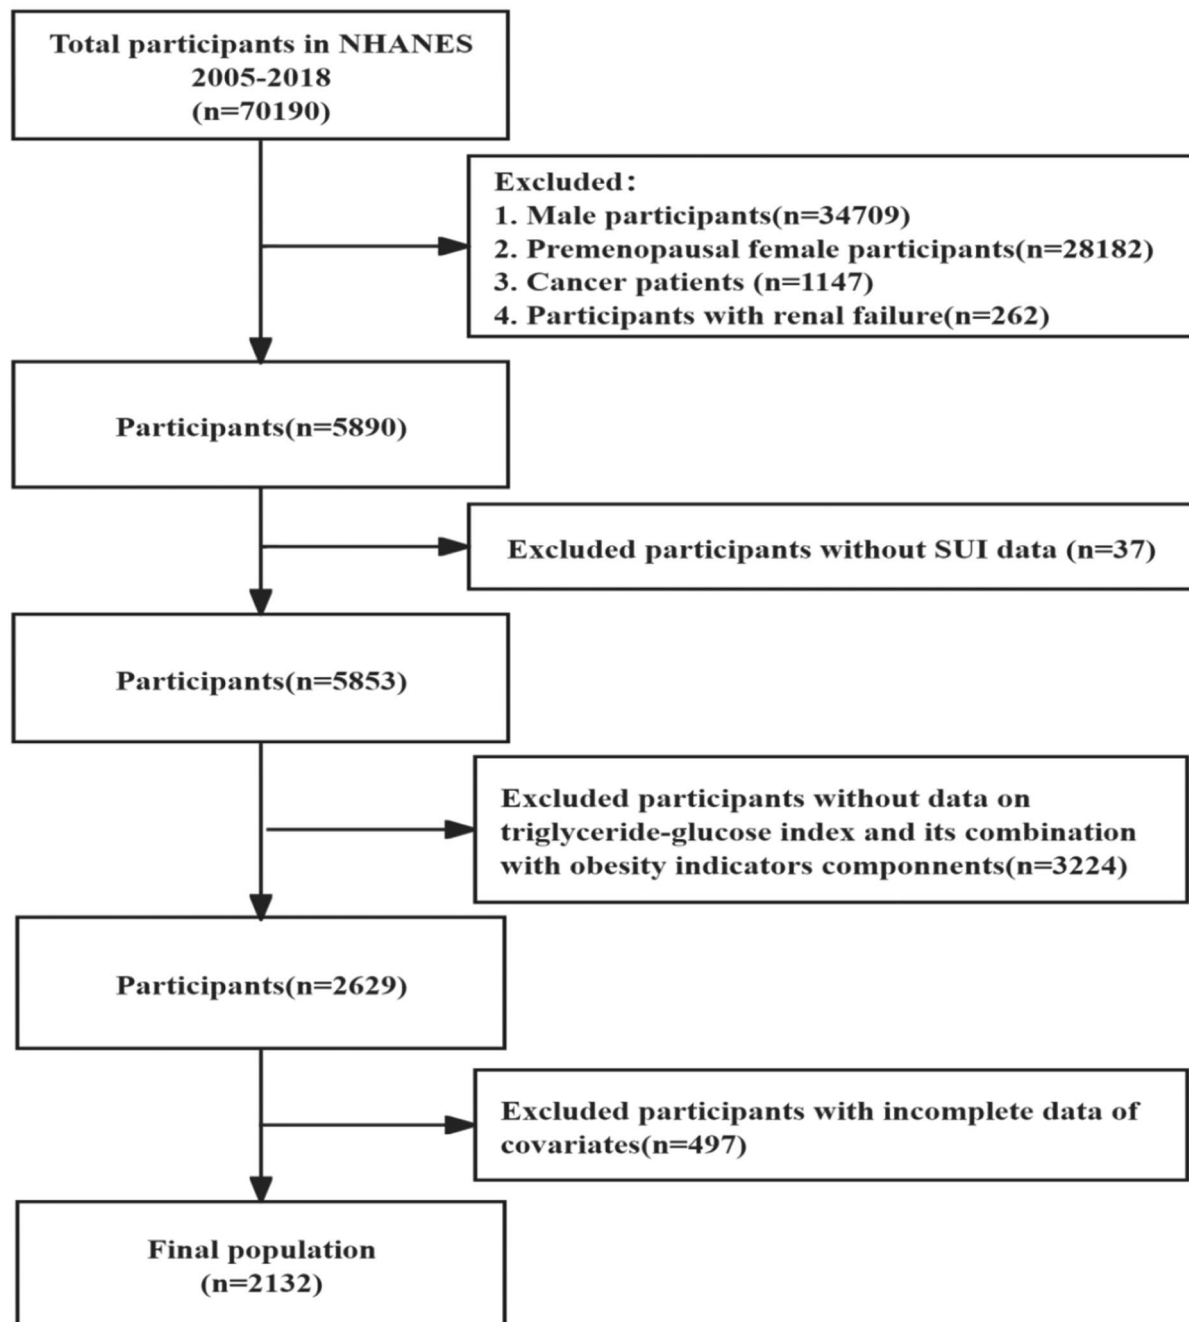 Total participants in NHANES
2005-2018
(n=70190)
Excluded:
1. Male participants(n=34709)
2. Premenopausal female participants(n=28182)
3. Cancer patients (n=1147)
4. Participants with renal failure(n=262)
Participants(n=5890)
Excluded participants without SUI data (n=37)
Participants(n=5853)
Excluded participants without data on
triglyceride-glucose index and its combination
with obesity indicators componnents(n=3224)
Participants(n=2629)
Excluded participants with incomplete data of
covariates(n=497)
Final population
(n=2132)